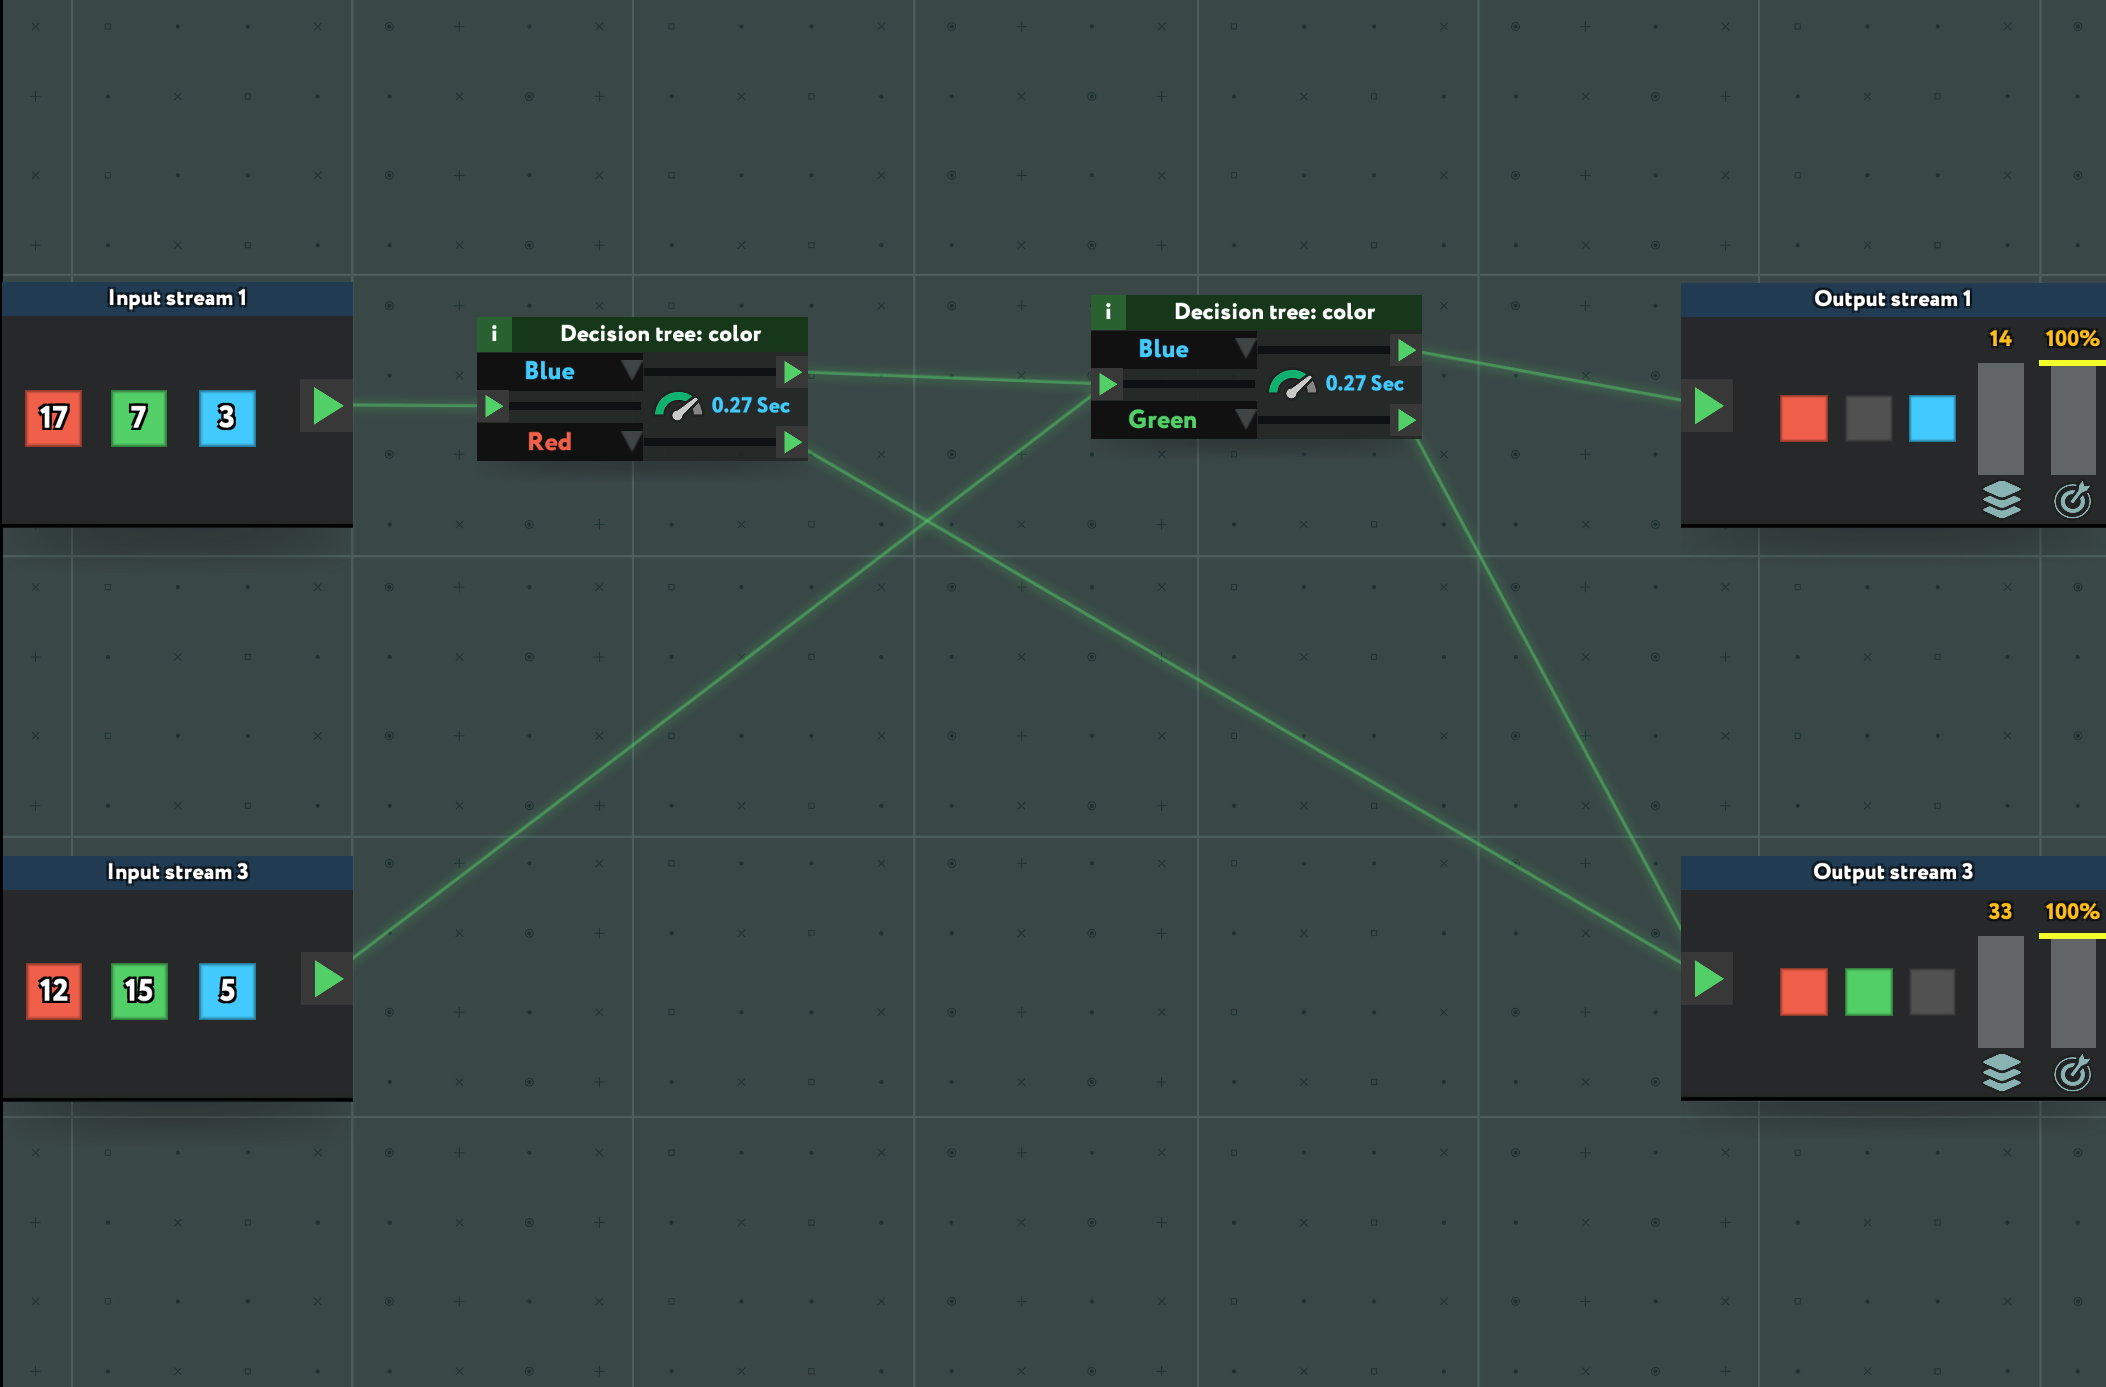 Input stream 1
17 7 3
i Decision tree: color
Blue
0.27 Sec
Red
i Decision tree: color
Blue
0.27 Sec
Green
Output stream 1
14 100%
Input stream 3
12 15 5
Output stream 3
33 100%